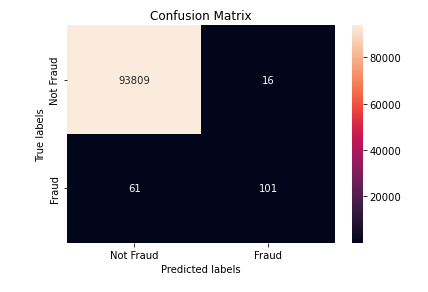 Confusion Matrix
True labels
Not Fraud
93809
16
Fraud
61
101
Not Fraud
Fraud
Predicted labels
80000
60000
40000
20000